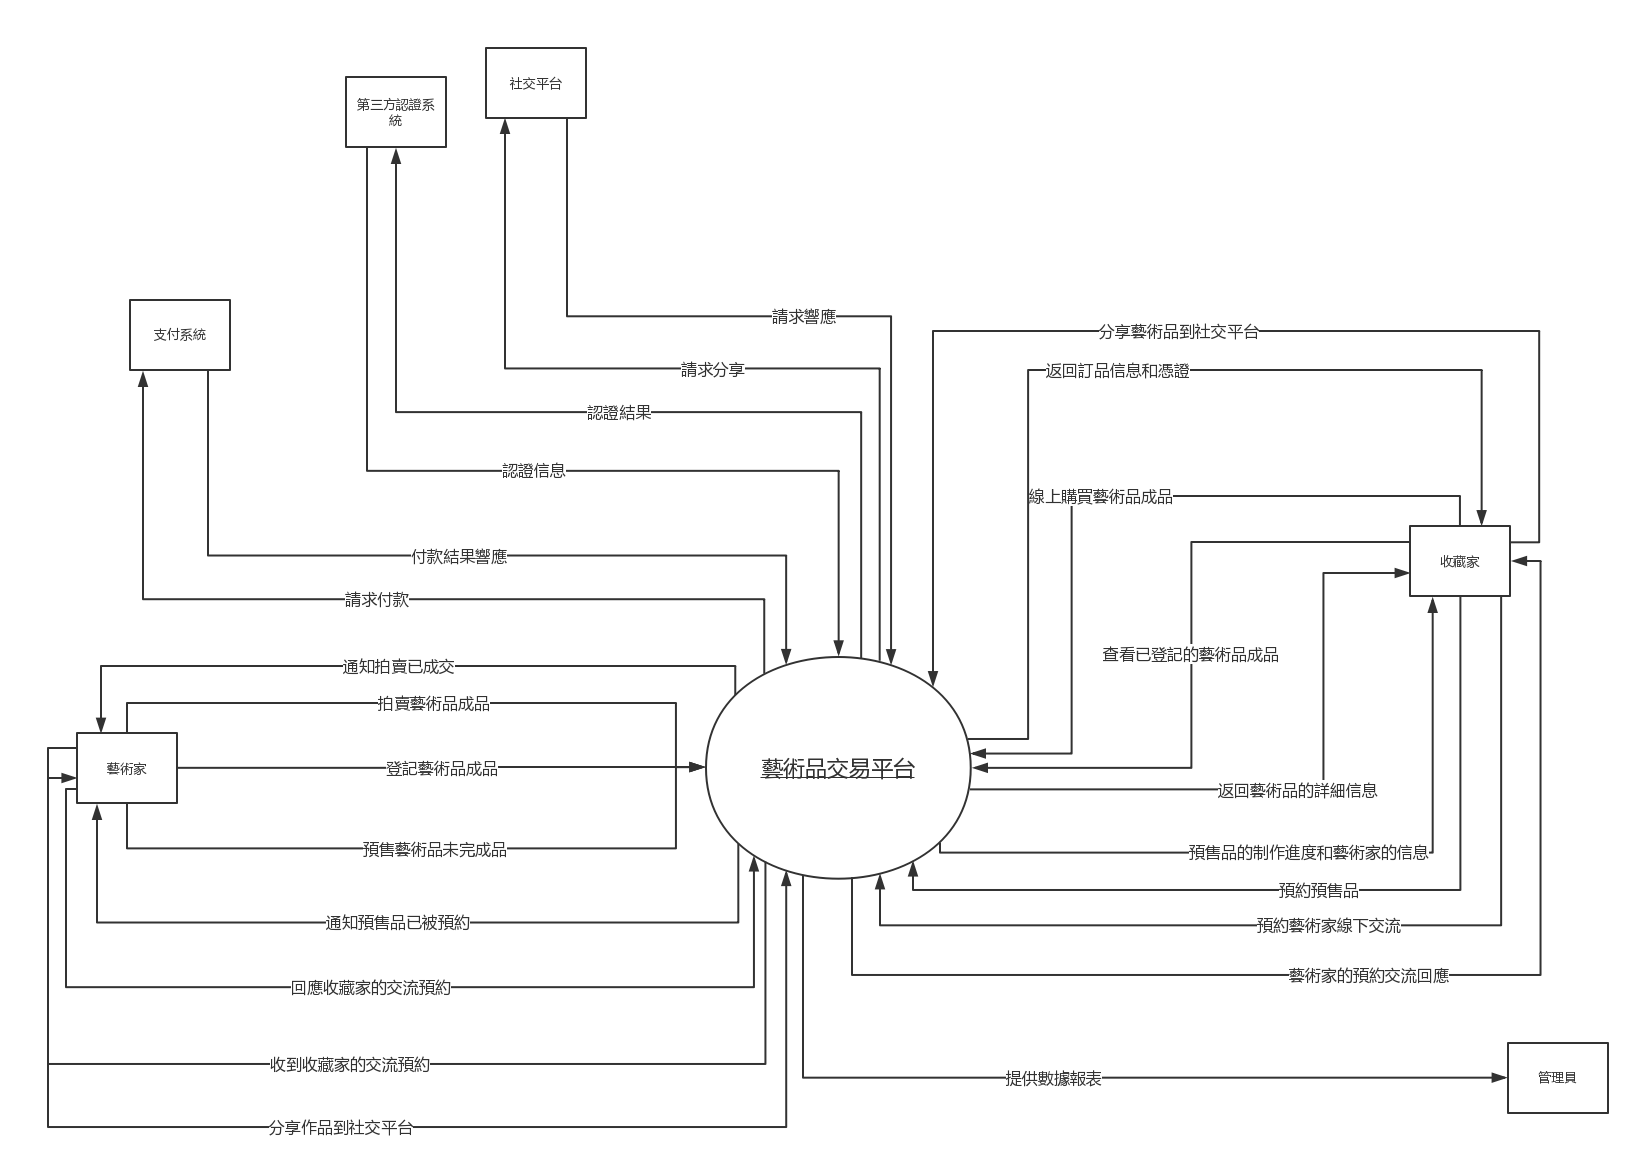 社交平台
第三方認證系
統
支付系統
請求響應
分享藝術品到社交平台
請求分享
返回訂品信息和憑證
認證結果
認證信息
線上購買藝術品成品
付款結果響應
收藏家
請求付款
查看已登記的藝術品成品
通知拍賣已成交
拍賣藝術品成品
藝術家
登記藝術品成品
藝術品交易平台
返回藝術品的詳細信息
預售藝術品未完成品
預售品的制作進度和藝術家的信息
預約預售品
通知預售品已被預約
預約藝術家線下交流
藝術家的預約交流回應
回應收藏家的交流預約
收到收藏家的交流預約
提供數據報表
管理員
分享作品到社交平台